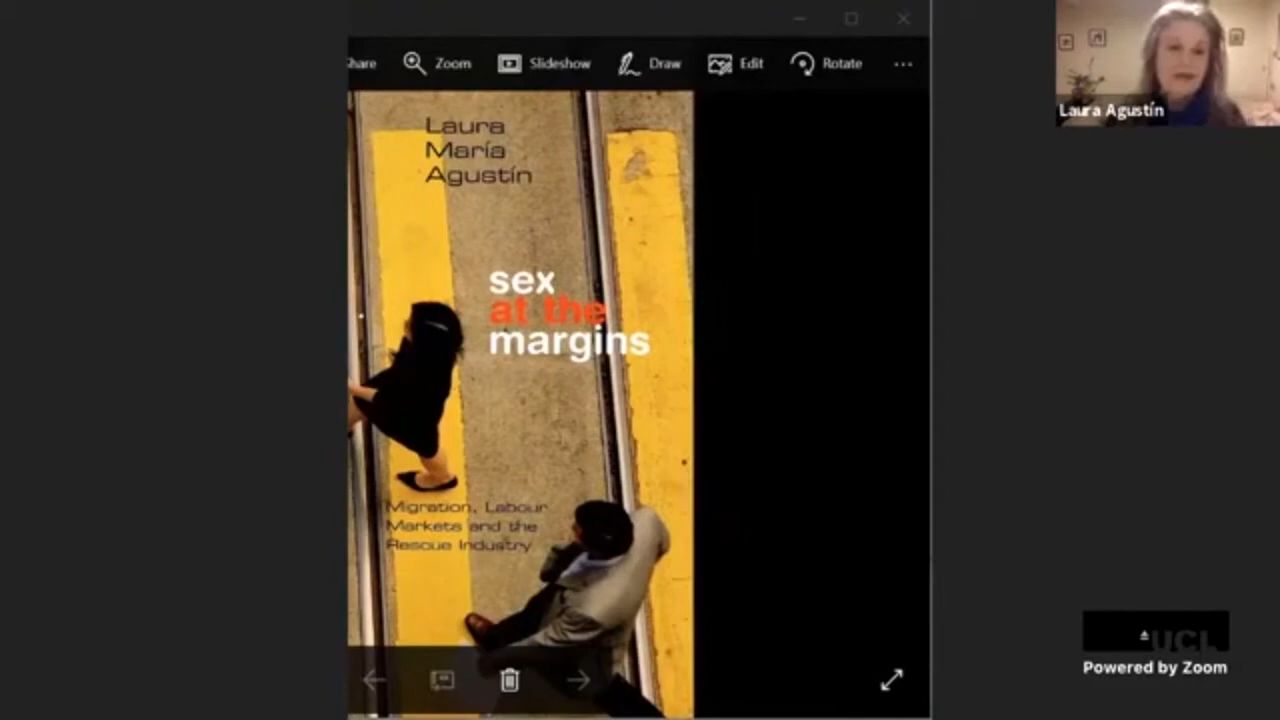 Share
Zoom
Slideshow
Draw
Edit
Rotate
Laura
María
Agustín
sex
at the
margins
Migration, Labour
Markets and the
Rescue Industry
Laura Agustín
UCL
Powered by Zoom